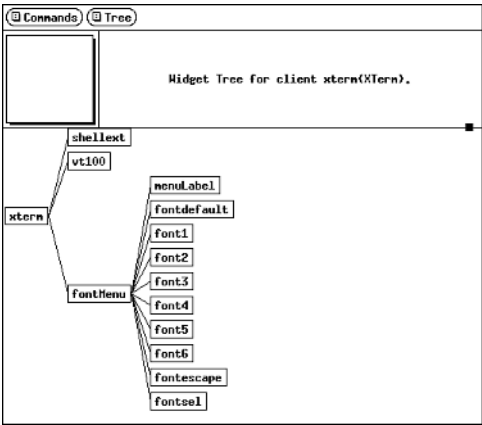 Commands Tree
Widget Tree for client xterm(XTerm).
shellext
vt100
menuLabel
fontdefault
xterm
font1
font2
font3
fontMenu
font4
font5
font6
fontescape
fontsel